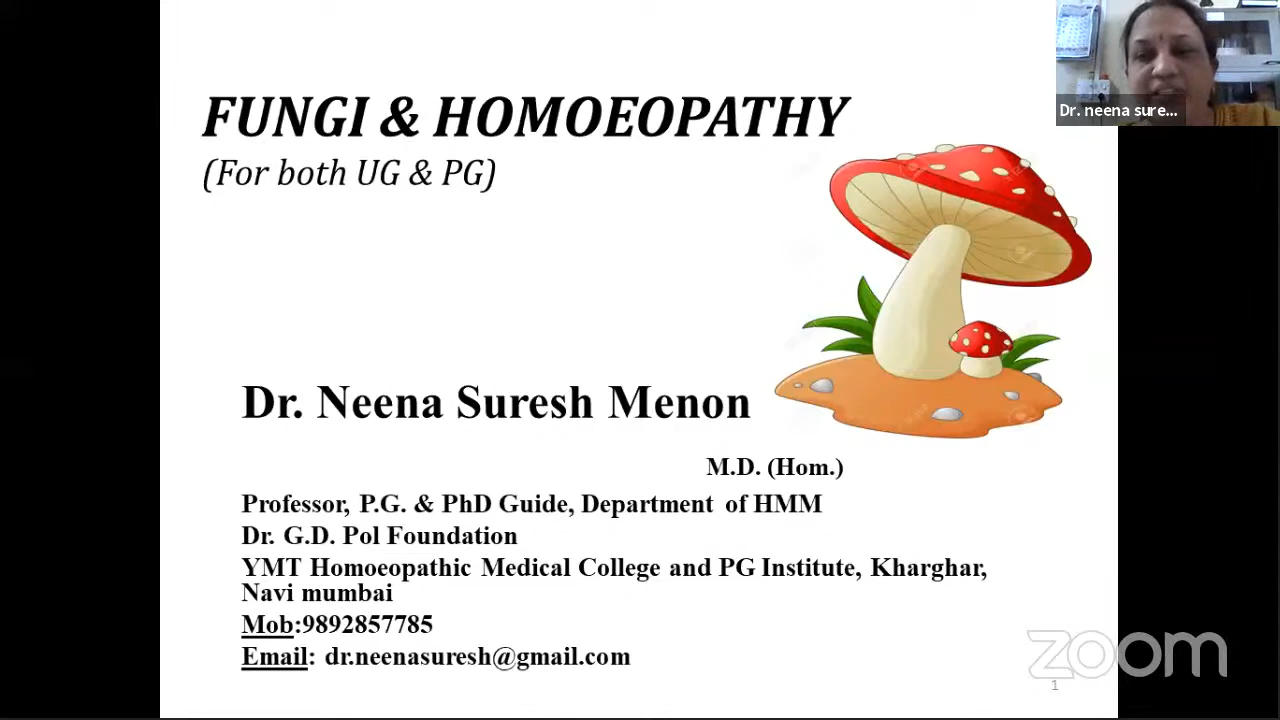 FUNGI & HOMOEOPATHY
(For both UG & PG)
Dr. neena sure...
Dr. Neena Suresh Menon
M.D. (Hom.)
Professor, P.G. & PhD Guide, Department of HMM
Dr. G.D. Pol Foundation
YMT Homoeopathic Medical College and PG Institute, Kharghar,
Navi mumbai
Mob:9892857785
Email: dr.neenasuresh@gmail.com
zoom
1